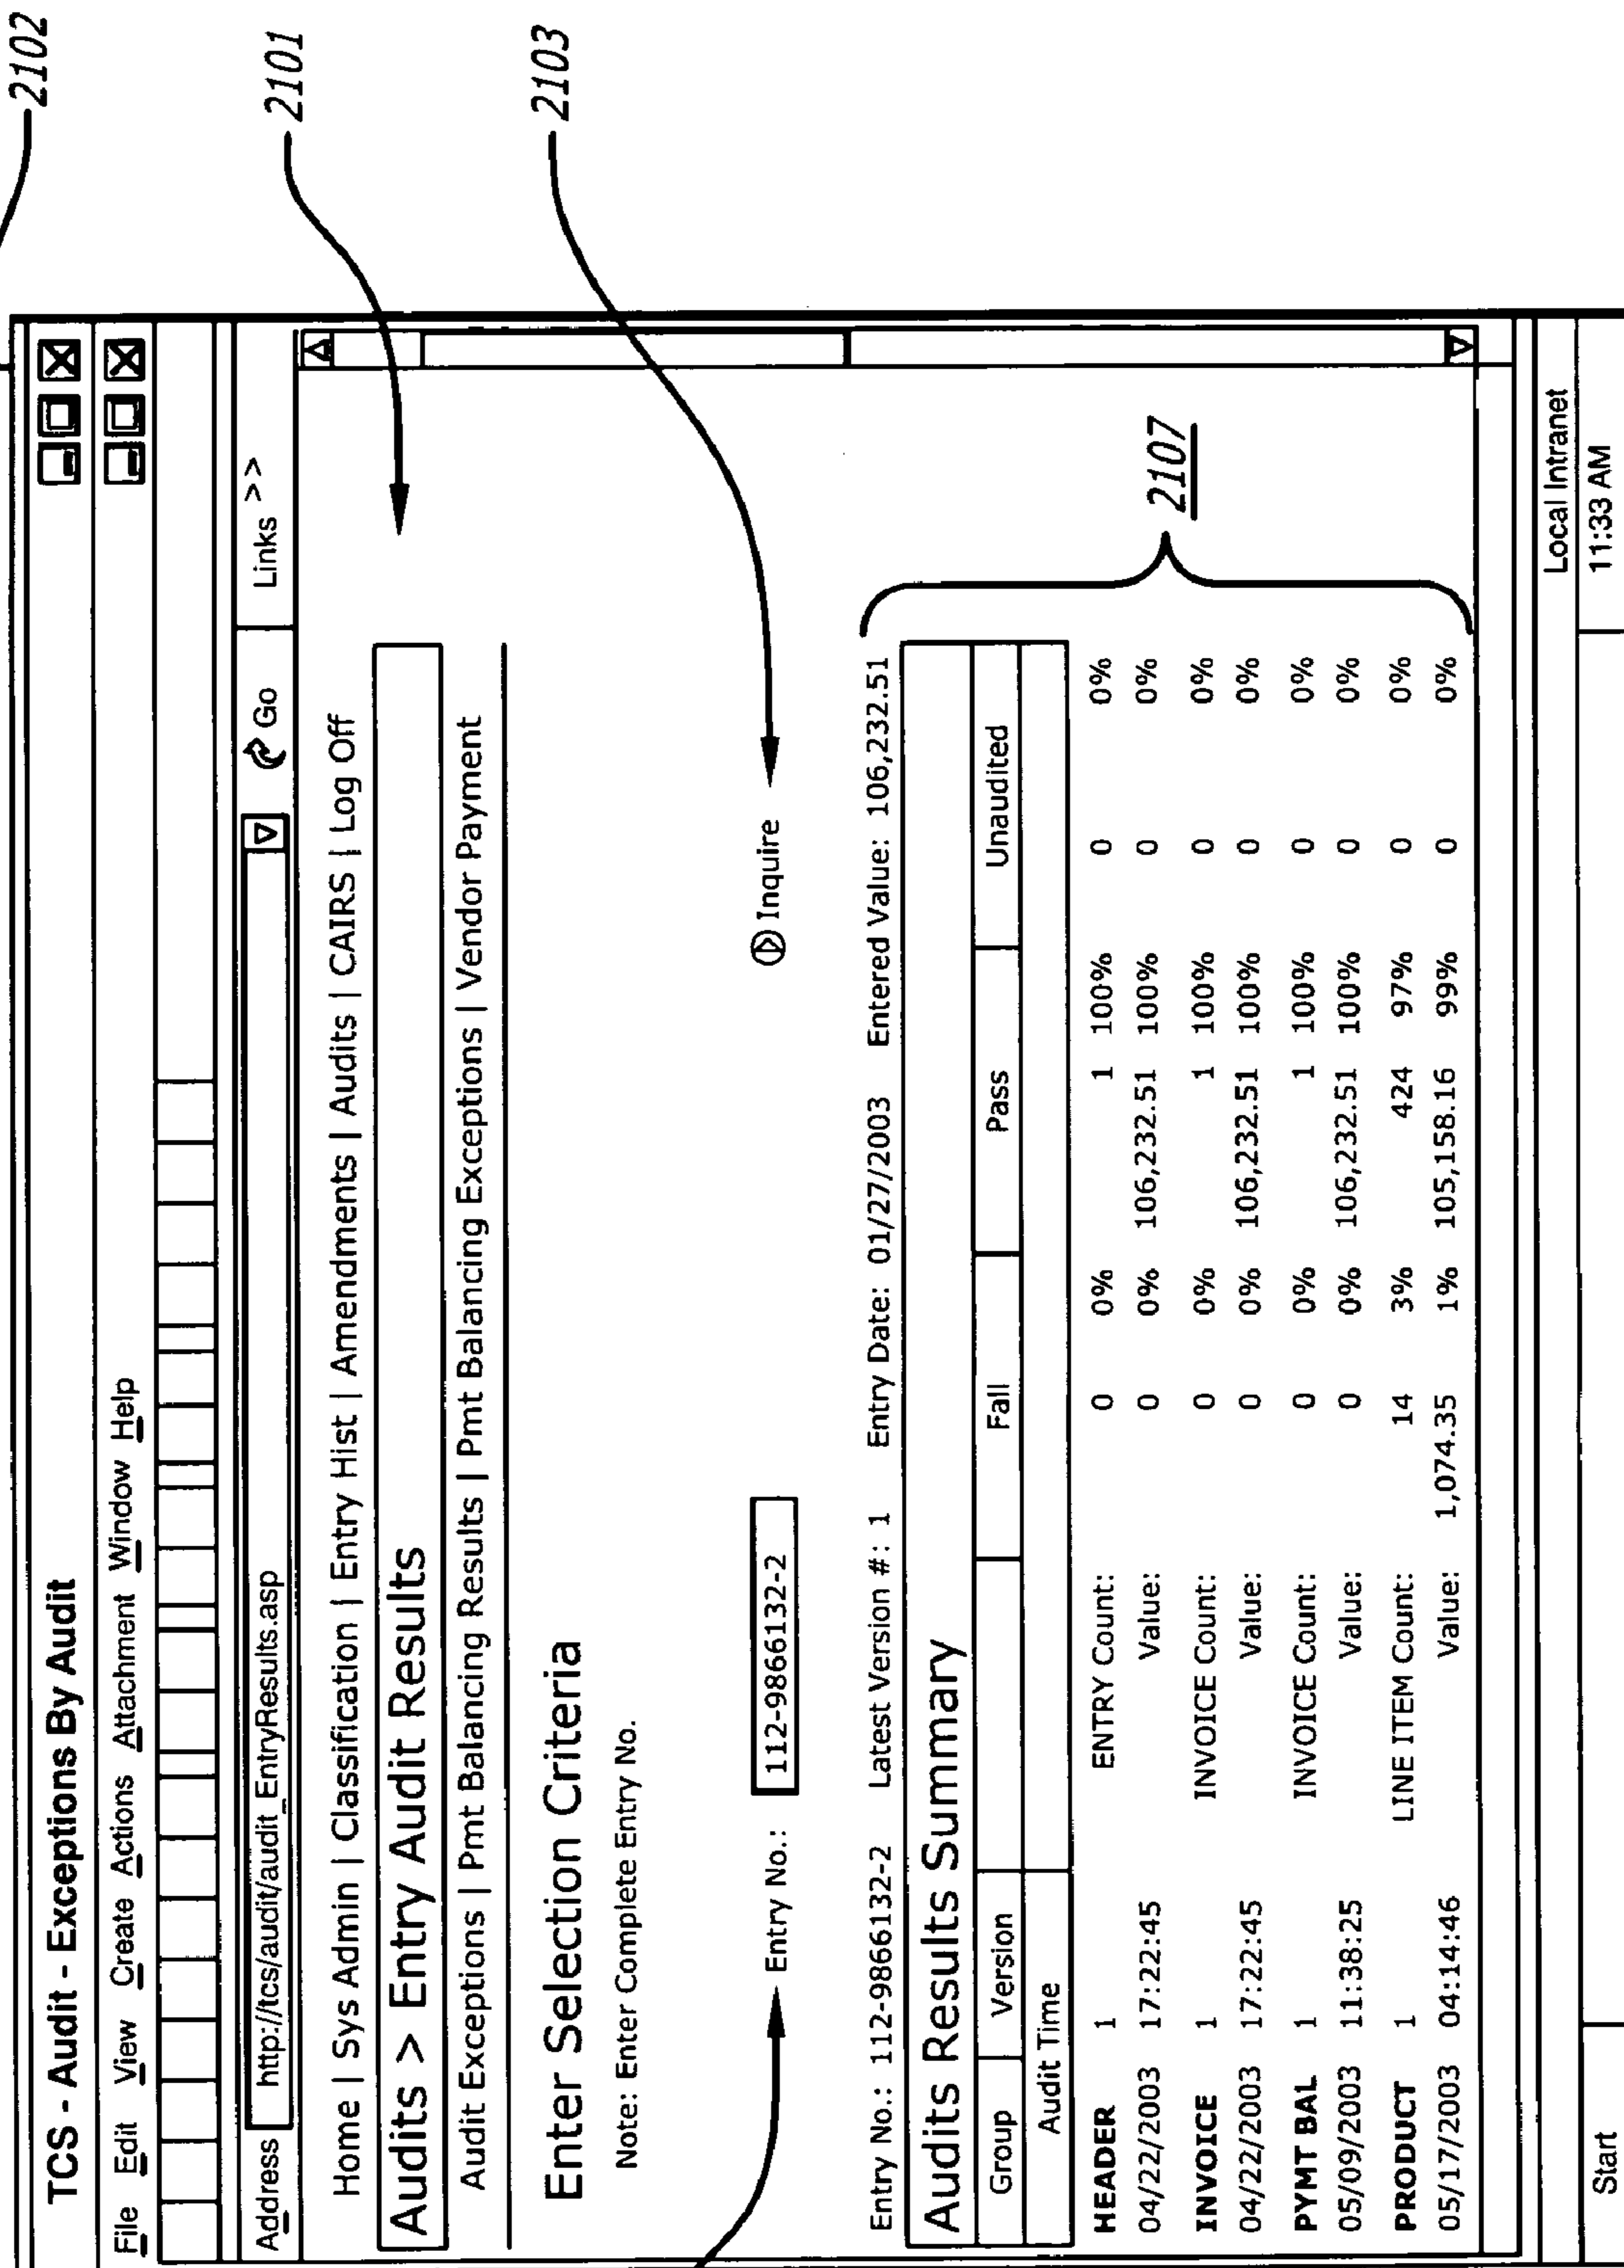 2102
TCS - Audit - Exceptions By Audit
File Edit View Create Actions Attachment Window Help
Address http://tcs/audit/audit_EntryResults.asp Go Links >>
2101
Home | Sys Admin | Classification | Entry Hist | Amendments | Audits | CAIRS | Log Off
Audits > Entry Audit Results
Audit Exceptions | Pmt Balancing Results | Pmt Balancing Exceptions | Vendor Payment
2103
Enter Selection Criteria
Note: Enter Complete Entry No.
Entry No.: 112-9866132-2 Inquire
Entry No.: 112-9866132-2 Latest Version #: 1 Entry Date: 01/27/2003 Entered Value: 106,232.51
Audits Results Summary
Group Version Fall Pass Unaudited
Audit Time
2107
HEADER 1 ENTRY Count: 0 0% 1 100% 0 0%
04/22/2003 17:22:45 Value: 0 0% 106,232.51 100% 0 0%
INVOICE 1 INVOICE Count: 0 0% 1 100% 0 0%
04/22/2003 17:22:45 Value: 0 0% 106,232.51 100% 0 0%
PYMT BAL 1 INVOICE Count: 0 0% 1 100% 0 0%
05/09/2003 11:38:25 Value: 0 0% 106,232.51 100% 0 0%
PRODUCT 1 LINE ITEM Count: 14 3% 424 97% 0 0%
05/17/2003 04:14:46 Value: 1,074.35 1% 105,158.16 99% 0 0%
Local Intranet
Start 11:33 AM